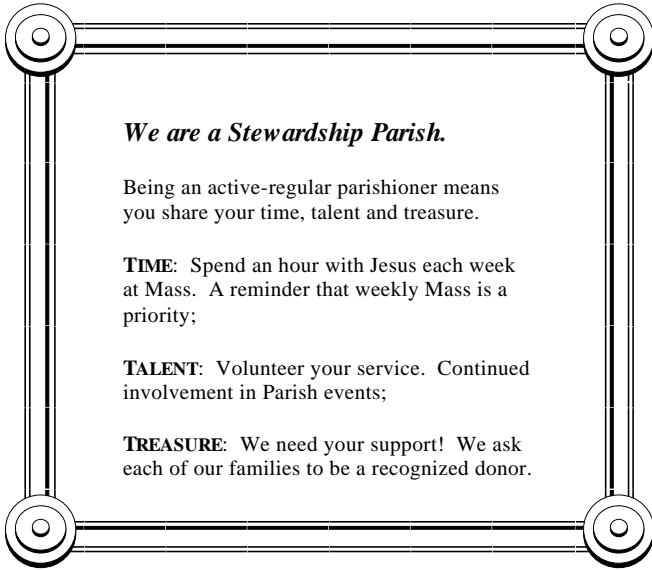 We are a Stewardship Parish.
Being an active-regular parishioner means
you share your time, talent and treasure.
TIME:  Spend an hour with Jesus each week
at Mass.  A reminder that weekly Mass is a
priority;
TALENT:  Volunteer your service.  Continued
involvement in Parish events;
TREASURE:  We need your support!  We ask
each of our families to be a recognized donor.